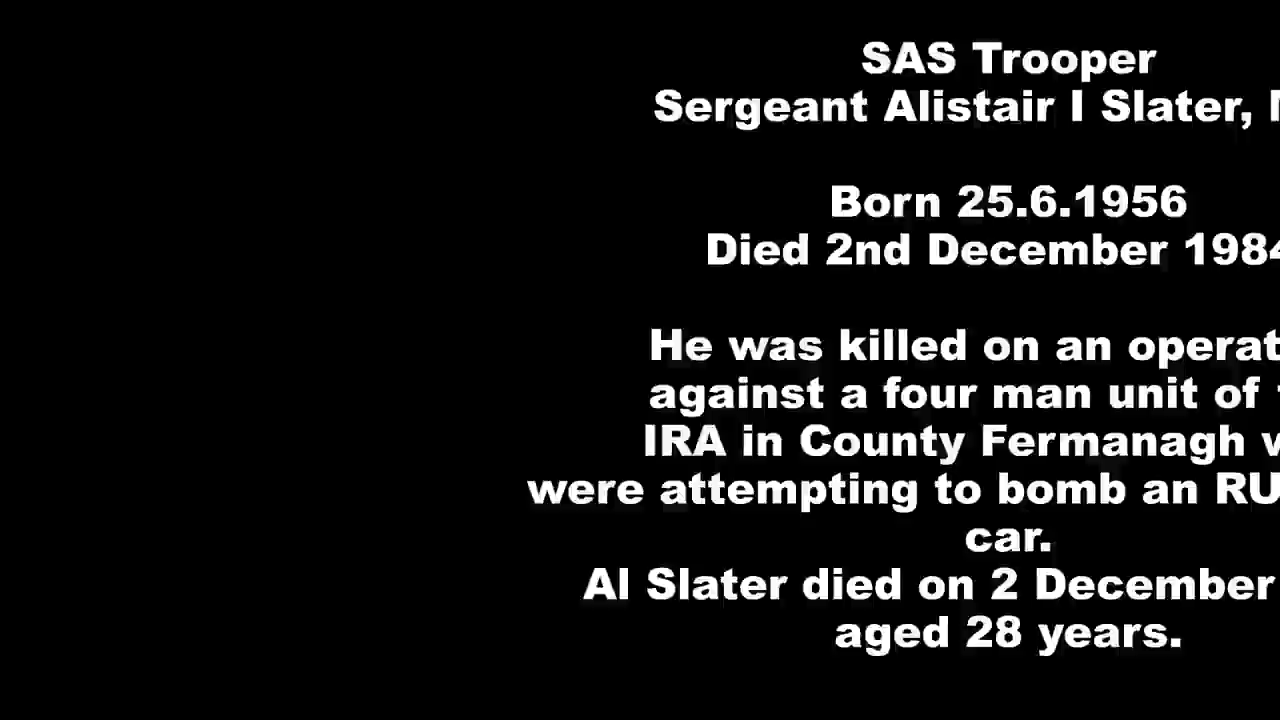 SAS Trooper
Sergeant Alistair I Slater,
Born 25.6.1956
Died 2nd December 1984
He was killed on an
against a four man unit of
IRA in County Fermanagh
were attempting to bomb an
car.
Al Slater died on 2 December
aged 28 years.